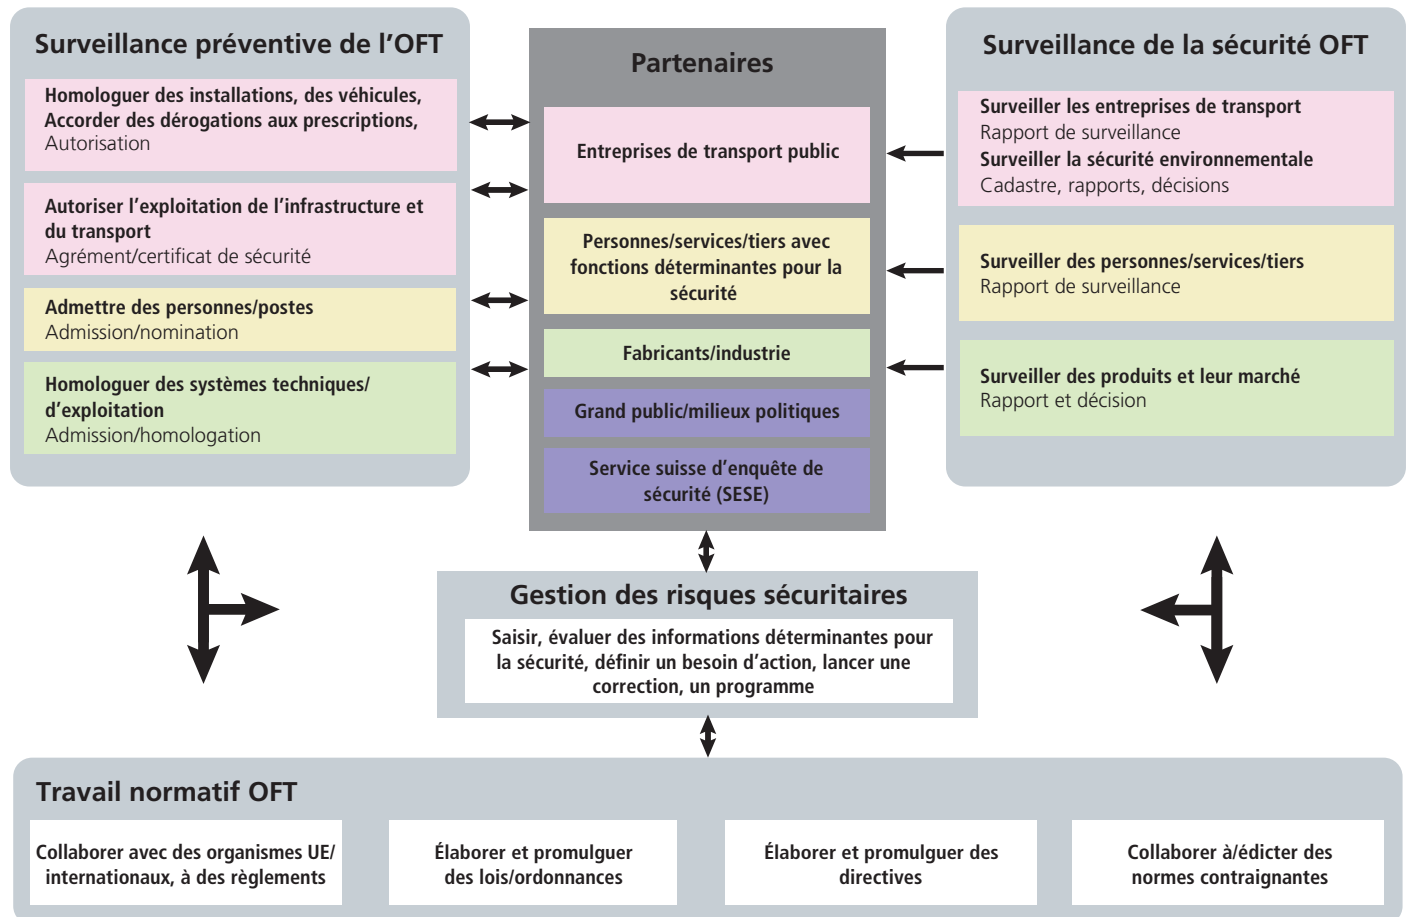 Surveillance préventive de l’OFT
Homologuer des installations, des véhicules,
Accorder des dérogations aux prescriptions,
Autorisation
Autoriser l’exploitation de l’infrastructure et
du transport
Agrément/certificat de sécurité
Admettre des personnes/postes
Admission/nomination
Homologuer des systèmes techniques/
d’exploitation
Admission/homologation
Partenaires
Entreprises de transport public
Personnes/services/tiers avec
fonctions déterminantes pour la
sécurité
Fabricants/industrie
Grand public/milieux politiques
Service suisse d’enquête de
sécurité (SESE)
Surveillance de la sécurité OFT
Surveiller les entreprises de transport
Rapport de surveillance
Surveiller la sécurité environnementale
Cadastre, rapports, décisions
Surveiller des personnes/services/tiers
Rapport de surveillance
Surveiller des produits et leur marché
Rapport et décision
Gestion des risques sécuritaires
Saisir, évaluer des informations déterminantes pour
la sécurité, définir un besoin d’action, lancer une
correction, un programme
Travail normatif OFT
Collaborer avec des organismes UE/
internationaux, à des règlements
Élaborer et promulguer
des lois/ordonnances
Élaborer et promulguer des
directives
Collaborer à/édicter des
normes contraignantes